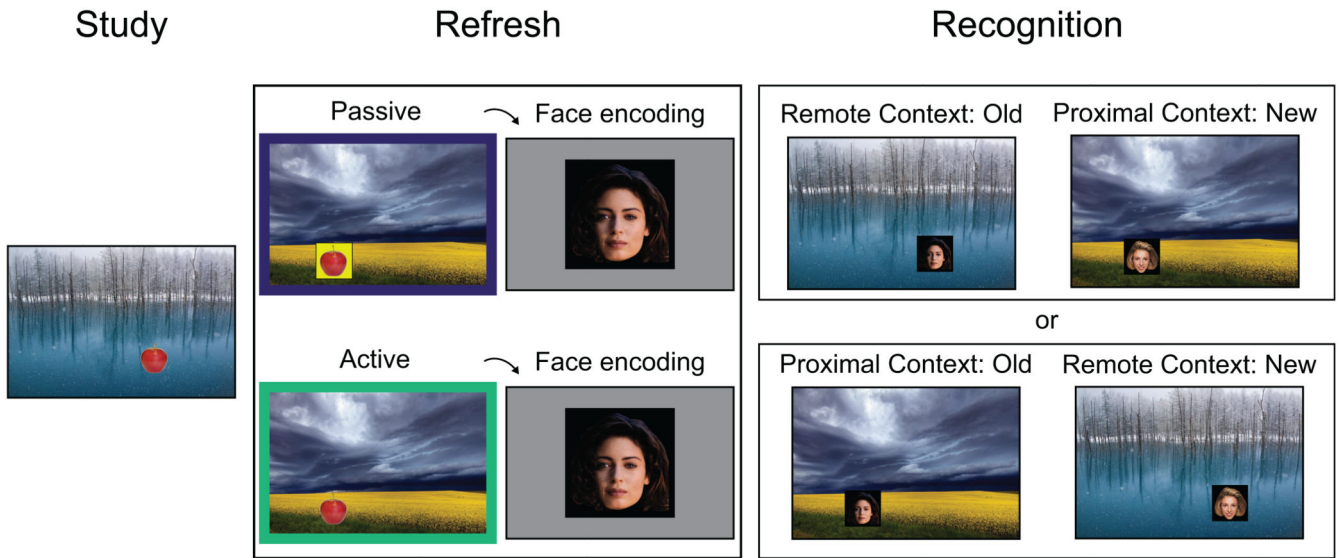 Study
Refresh
Recognition
Passive
Face encoding
Remote Context: Old
Proximal Context: New
or
Active
Face encoding
Proximal Context: Old
Remote Context: New